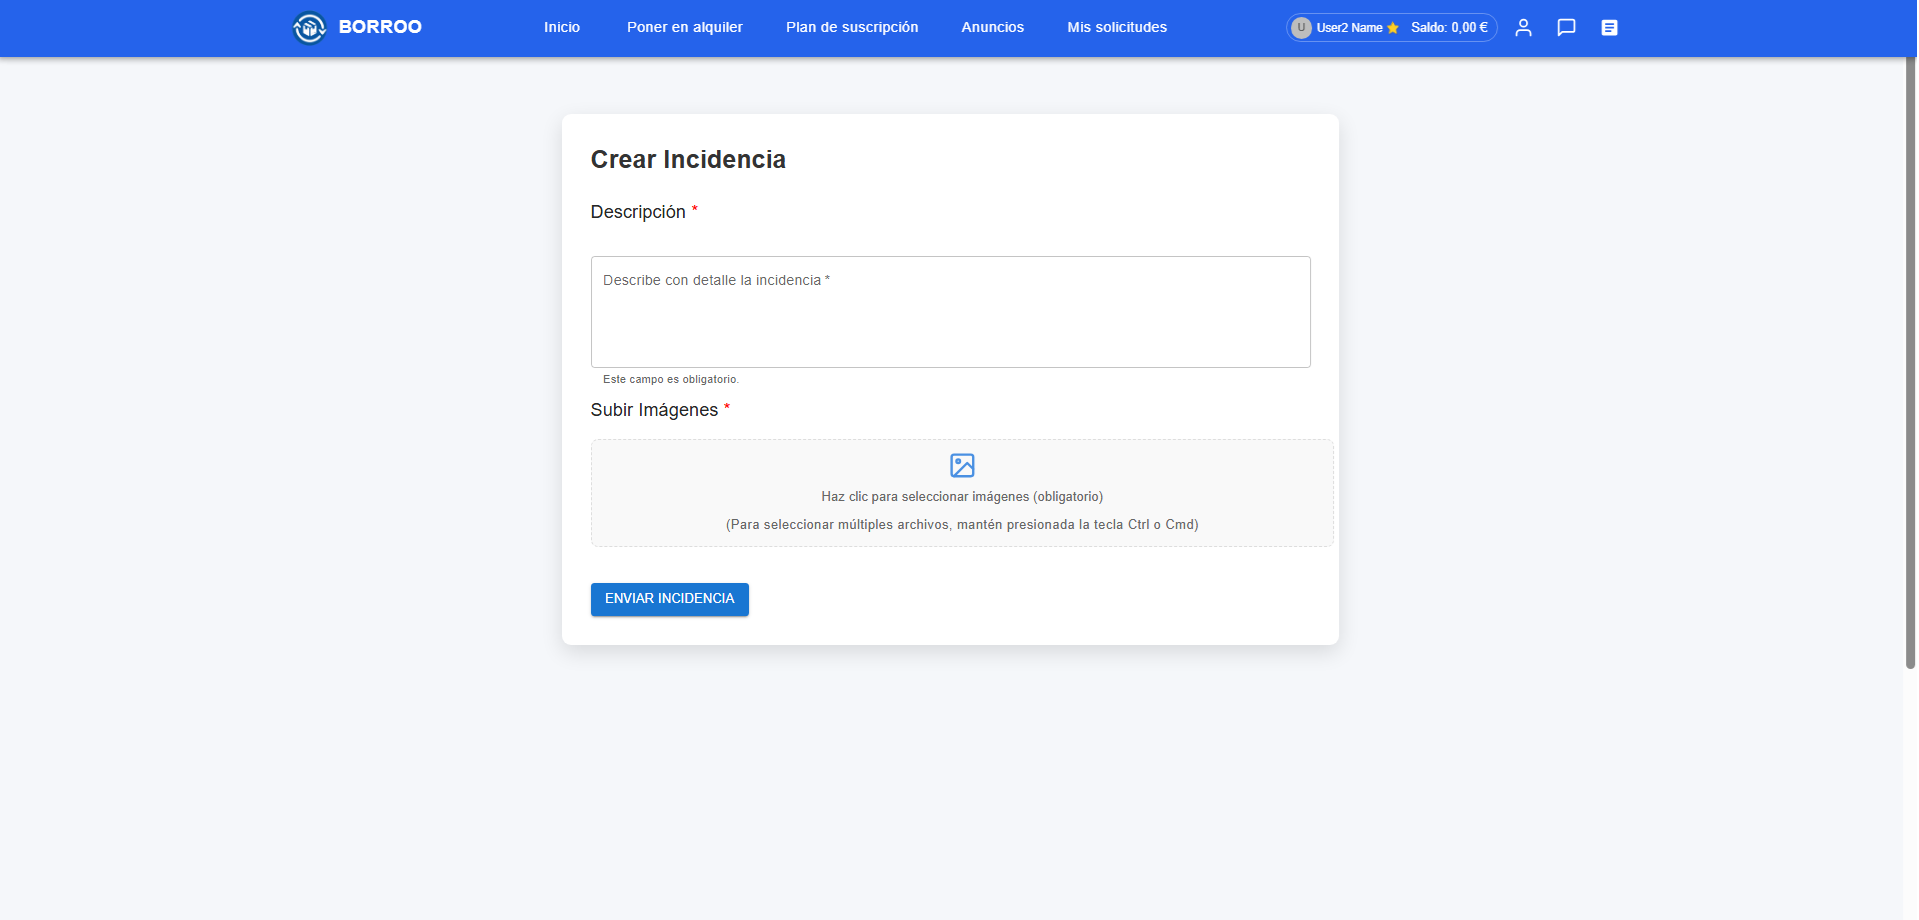 BORROO
Inicio
Poner en alquiler
Plan de suscripción
Anuncios
Mis solicitudes
U User2 Name Saldo: 0,00 €
Crear Incidencia
Descripción *
Describe con detalle la incidencia *
Este campo es obligatorio.
Subir Imágenes *
Haz clic para seleccionar imágenes (obligatorio)
(Para seleccionar múltiples archivos, mantén presionada la tecla Ctrl o Cmd)
ENVIAR INCIDENCIA